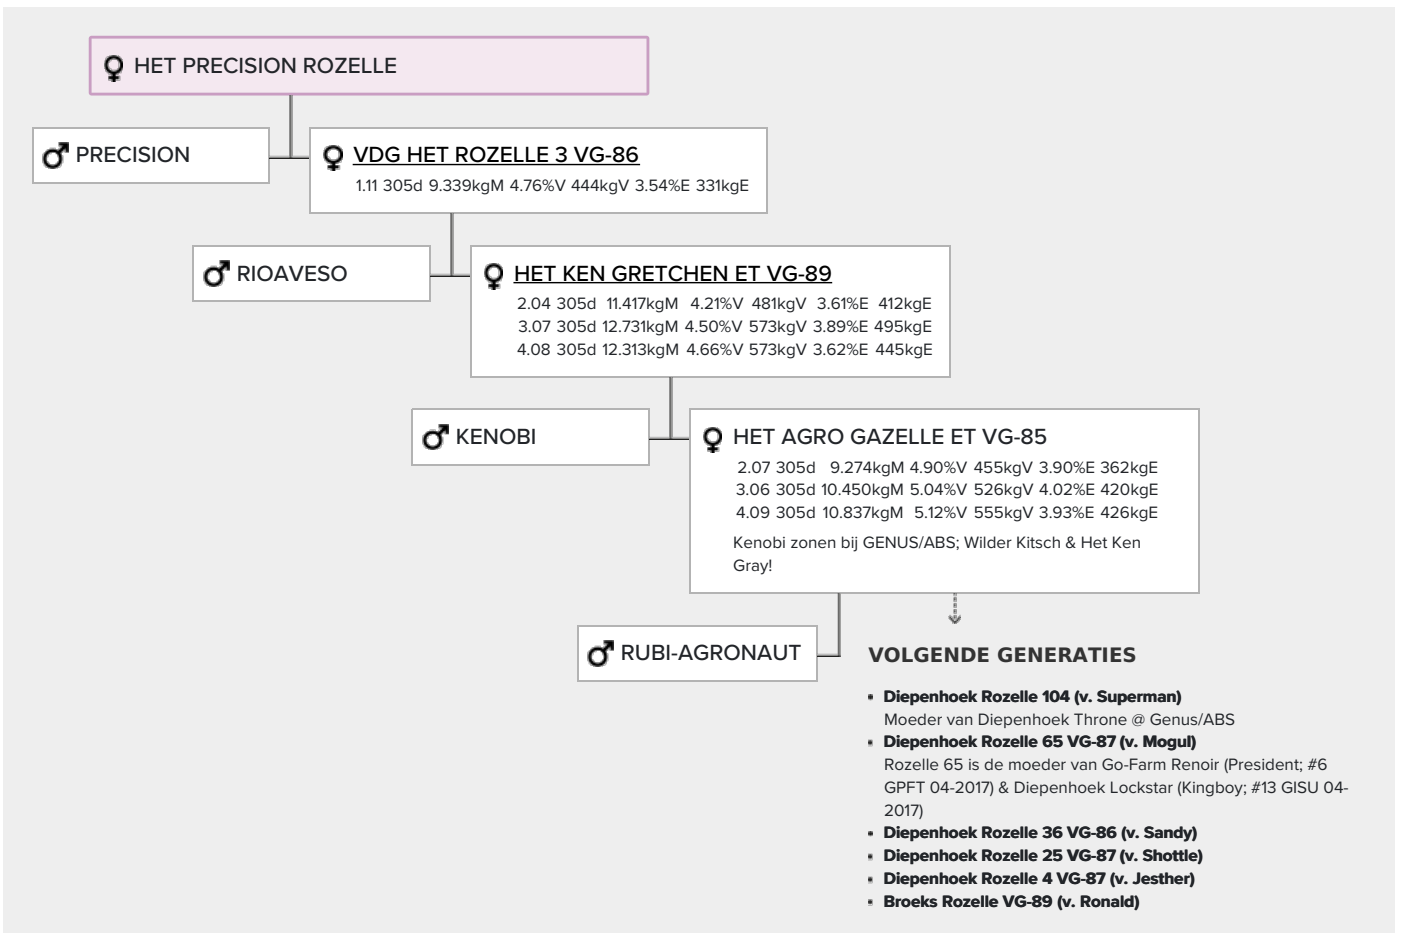 HET PRECISION ROZELLE
PRECISION
VDG HET ROZELLE 3 VG-86
1.11 305d 9.339kgM 4.76%V 444kgV 3.54%E 331kgE
RIOAVESO
HET KEN GRETCHEN ET VG-89
2.04 305d 11.417kgM 4.21%V 481kgV 3.61%E 412kgE
3.07 305d 12.731kgM 4.50%V 573kgV 3.89%E 495kgE
4.08 305d 12.313kgM 4.66%V 573kgV 3.62%E 445kgE
KENOBI
HET AGRO GAZELLE ET VG-85
2.07 305d 9.274kgM 4.90%V 455kgV 3.90%E 362kgE
3.06 305d 10.450kgM 5.04%V 526kgV 4.02%E 420kgE
4.09 305d 10.837kgM 5.12%V 555kgV 3.93%E 426kgE
Kenobi zonen bij GENUS/ABS; Wilder Kitsch & Het Ken
Gray!
RUBI-AGRONAUT
VOLGENDE GENERATIES
Diepenhoek Rozelle 104 (v. Superman)
Moeder van Diepenhoek Throne @ Genus/ABS
Diepenhoek Rozelle 65 VG-87 (v. Mogul)
Rozelle 65 is de moeder van Go-Farm Renoir (President; #6
GPFT 04-2017) & Diepenhoek Lockstar (Kingboy; #13 GISU 04-
2017)
Diepenhoek Rozelle 36 VG-86 (v. Sandy)
Diepenhoek Rozelle 25 VG-87 (v. Shottle)
Diepenhoek Rozelle 4 VG-87 (v. Jesther)
Broeks Rozelle VG-89 (v. Ronald)